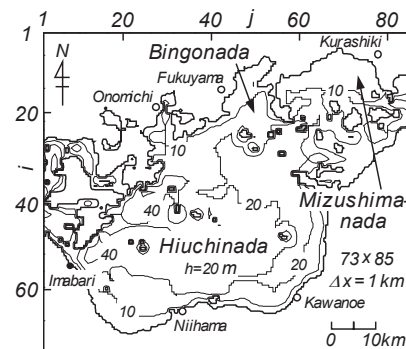 1 20 40 j 60 80
1
Bingonada
Kurashiki
N
Fukuyama
Onomichi
20
10
10
i
Mizushima-
nada
40
40
20
Hiuchinada
40
h=20 m
20
73 x 85
Δx = 1 km
Imabari
60
10
Kawanoe
Niihama
0 10km